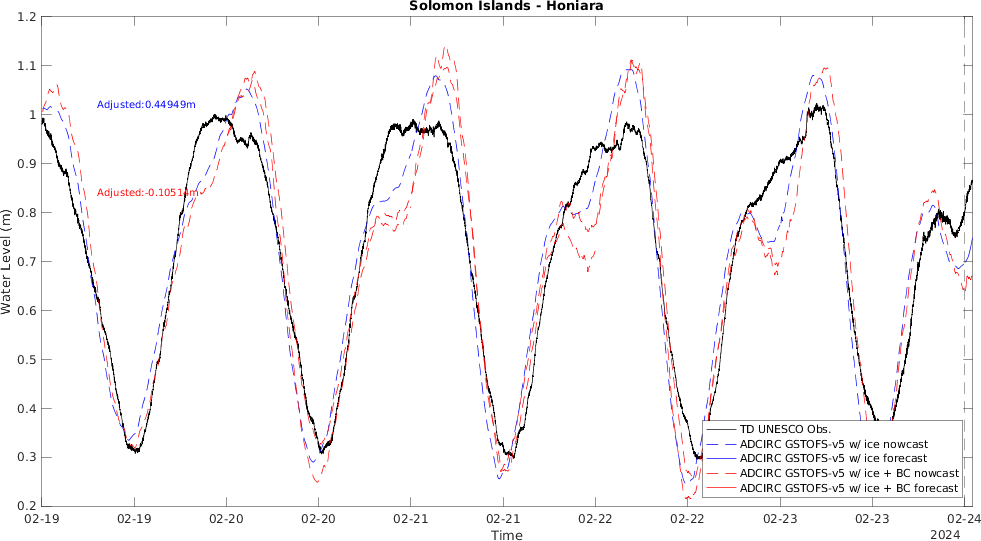 Solomon Islands - Honiara
1.2
1.1
1
0.9
0.8
0.7
0.6
0.5
0.4
0.3
0.2
Water Level (m)
Adjusted:0.44949m
TD UNESCO Obs.
ADCIRC GSTOFS-v5 w/ ice nowcast
ADCIRC GSTOFS-v5 w/ ice forecast
ADCIRC GSTOFS-v5 w/ ice + BC nowcast
ADCIRC GSTOFS-v5 w/ ice + BC forecast
02-19 02-19 02-20 02-20 02-21 02-21 02-22 02-22 02-23 02-23 02-24
Time
2024